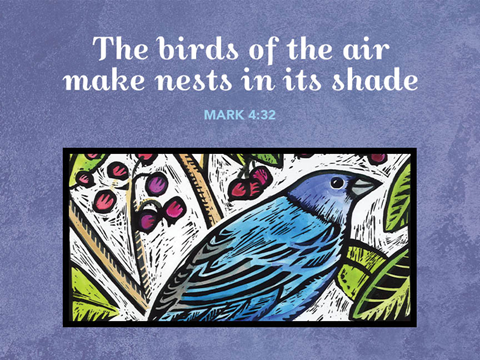 The birds of the air
make nests in its shade
MARK 4:32